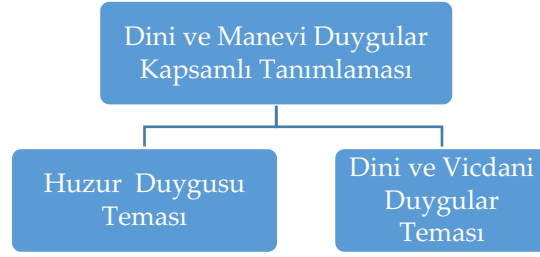 Dini ve Manevi Duygular
Kapsamlı Tanımlaması
Huzur Duygusu
Teması
Dini ve Vicdani
Duygular
Teması